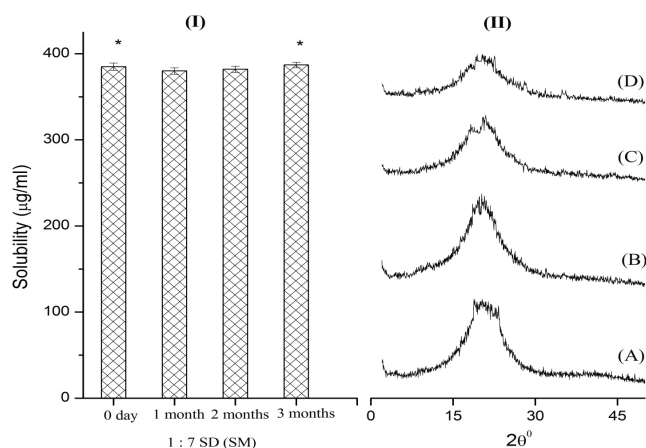 (I)
*
*
400
300
200
100
0
Solubility (µg/ml)
0 day
1 month
2 months
3 months
1 : 7 SD (SM)
(II)
(D)
(C)
(B)
(A)
0
15
30
45
2θ⁰